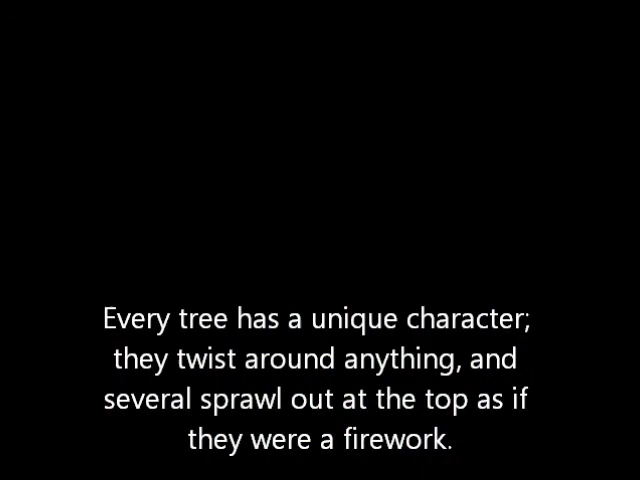 Every tree has a unique character;
they twist around anything, and
several sprawl out at the top as if
they were a firework.